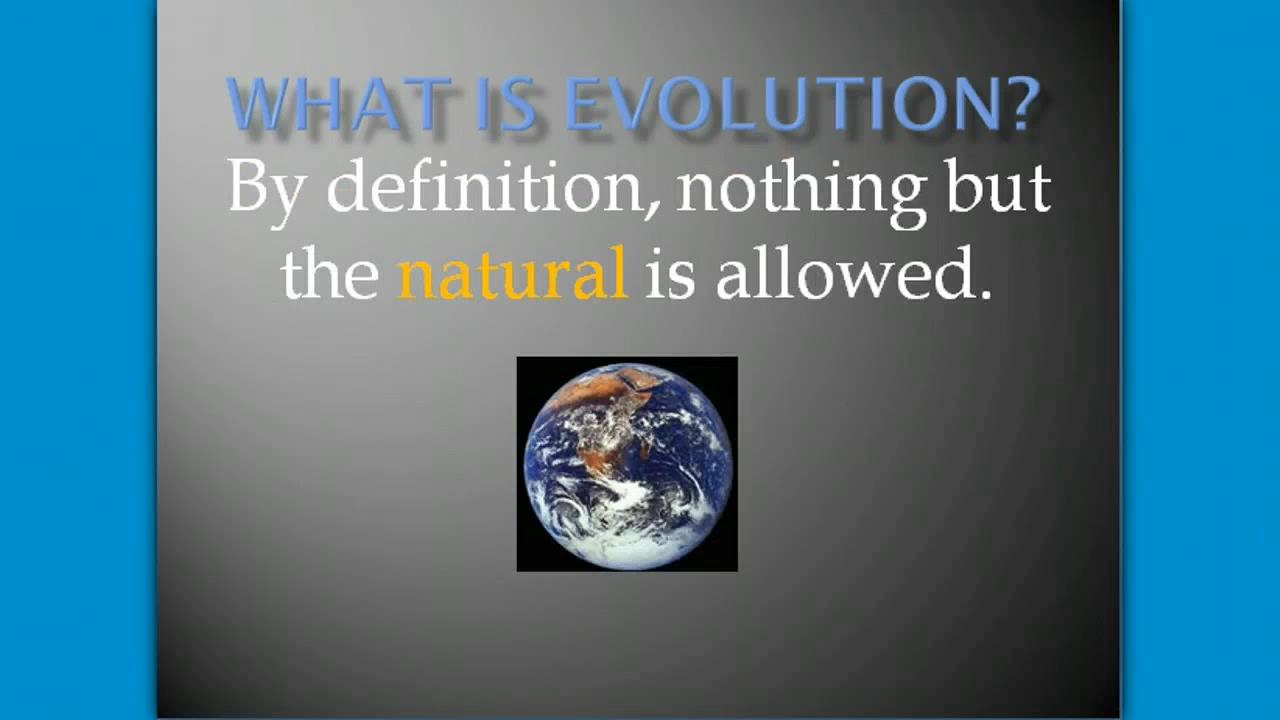 WHAT IS EVOLUTION?
By definition, nothing but
the natural is allowed.